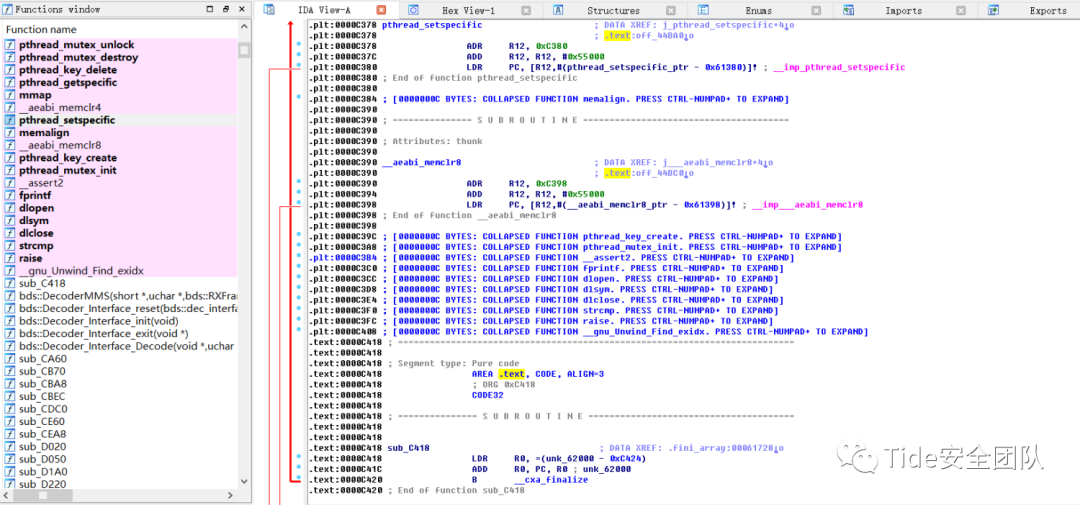 Functions window
Function name
pthread_mutex_unlock
pthread_mutex_destroy
pthread_key_delete
pthread_getspecific
mmap
__aeabi_memclr4
pthread_setspecific
memalign
__aeabi_memclr8
pthread_key_create
pthread_mutex_init
__assert2
fprintf
dlopen
dlsym
dlclose
strcmp
raise
__gnu_Unwind_Find_exidx
sub_C418
bds::DecoderMMS(short *,uchar *,bds::RXFra
bds::Decoder_Interface_reset(bds::dec_interfa
bds::Decoder_Interface_init(void)
bds::Decoder_Interface_exit(void *)
bds::Decoder_Interface_Decode(void *,uchar
sub_CA60
sub_CB70
sub_CBA8
sub_CBEC
sub_CDC0
sub_CE60
sub_CEA8
sub_D020
sub_D050
sub_D1A0
sub_D220
IDA View-A Hex View-1 Structures Enums Imports Exports
.plt:0000C378 pthread_setspecific ; DATA XREF: j_pthread_setspecific+4↓o
.plt:0000C378 ; .text:off_44BA0↓o
.plt:0000C378 ADR R12, 0xC380
.plt:0000C37C ADD R12, R12, #0x55000
.plt:0000C380 LDR PC, [R12,#(pthread_setspecific_ptr - 0x61380)]! ; __imp_pthread_setspecific
.plt:0000C380 ; End of function pthread_setspecific
.plt:0000C380
.plt:0000C384 ; [0000000C BYTES: COLLAPSED FUNCTION memalign. PRESS CTRL-NUMPAD+ TO EXPAND]
.plt:0000C390
.plt:0000C390 ; --------------- S U B R O U T I N E ---------------------------------------
.plt:0000C390
.plt:0000C390 ; Attributes: thunk
.plt:0000C390
.plt:0000C390 __aeabi_memclr8 ; DATA XREF: j___aeabi_memclr8+4↓o
.plt:0000C390 ; .text:off_44BC0↓o
.plt:0000C390 ADR R12, 0xC398
.plt:0000C394 ADD R12, R12, #0x55000
.plt:0000C398 LDR PC, [R12,#(__aeabi_memclr8_ptr - 0x61398)]! ; __imp___aeabi_memclr8
.plt:0000C398 ; End of function __aeabi_memclr8
.plt:0000C398
.plt:0000C39C ; [0000000C BYTES: COLLAPSED FUNCTION pthread_key_create. PRESS CTRL-NUMPAD+ TO EXPAND]
.plt:0000C3A8 ; [0000000C BYTES: COLLAPSED FUNCTION pthread_mutex_init. PRESS CTRL-NUMPAD+ TO EXPAND]
.plt:0000C3B4 ; [0000000C BYTES: COLLAPSED FUNCTION __assert2. PRESS CTRL-NUMPAD+ TO EXPAND]
.plt:0000C3C0 ; [0000000C BYTES: COLLAPSED FUNCTION fprintf. PRESS CTRL-NUMPAD+ TO EXPAND]
.plt:0000C3CC ; [0000000C BYTES: COLLAPSED FUNCTION dlopen. PRESS CTRL-NUMPAD+ TO EXPAND]
.plt:0000C3D8 ; [0000000C BYTES: COLLAPSED FUNCTION dlsym. PRESS CTRL-NUMPAD+ TO EXPAND]
.plt:0000C3E4 ; [0000000C BYTES: COLLAPSED FUNCTION dlclose. PRESS CTRL-NUMPAD+ TO EXPAND]
.plt:0000C3F0 ; [0000000C BYTES: COLLAPSED FUNCTION strcmp. PRESS CTRL-NUMPAD+ TO EXPAND]
.plt:0000C3FC ; [0000000C BYTES: COLLAPSED FUNCTION raise. PRESS CTRL-NUMPAD+ TO EXPAND]
.plt:0000C408 ; [0000000C BYTES: COLLAPSED FUNCTION __gnu_Unwind_Find_exidx. PRESS CTRL-NUMPAD+ TO EXPAND]
.text:0000C418 ; ---------------------------------------------------------------------------
.text:0000C418
.text:0000C418 ; Segment type: Pure code
.text:0000C418 AREA .text, CODE, ALIGN=3
.text:0000C418 ; ORG 0xC418
.text:0000C418 CODE32
.text:0000C418
.text:0000C418 ; --------------- S U B R O U T I N E ---------------------------------------
.text:0000C418
.text:0000C418
.text:0000C418 sub_C418 ; DATA XREF: .fini_array:00061728↓o
.text:0000C418 LDR R0, =(unk_62000 - 0xC424)
.text:0000C41C ADD R0, PC, R0 ; unk_62000
.text:0000C420 B __cxa_finalize
.text:0000C420 ; End of function sub_C418
Tide安全团队